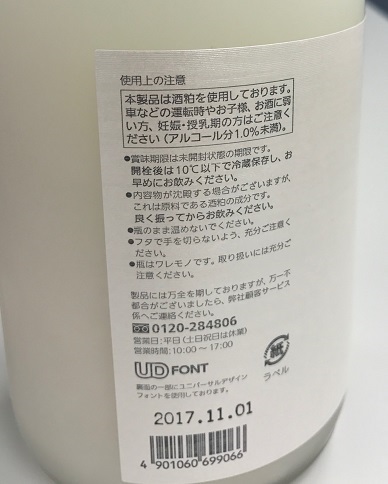 使用上の注意
本製品は酒粕を使用しております。
車などの運転時やお子様、お酒に弱
い方、妊娠・授乳期の方はご注意く
ださい(アルコール分1.0%未満)。
●賞味期限は未開封状態の期限です。
開栓後は10℃以下で冷蔵保存し、お
早めにお飲みください。
●内容物が沈殿する場合がございますが、
これは原料である酒粕の成分です。
良く振ってからお飲みください。
●瓶のまま温めないでください。
●フタで手を切らないよう、充分ご注意く
ださい。
●瓶はワレモノです。取り扱いには充分ご
注意ください。
製品には万全を期しておりますが、万一不
都合がございましたら、弊社顧客サービス
係へご連絡ください。
0120-284806
営業日:平日(土日祝日は休業)
営業時間:10:00〜17:00
UD FONT
裏面の一部にユニバーサルデザイン
フォントを使用しております。
紙
ラベル
2017.11.01
4 901060 699066